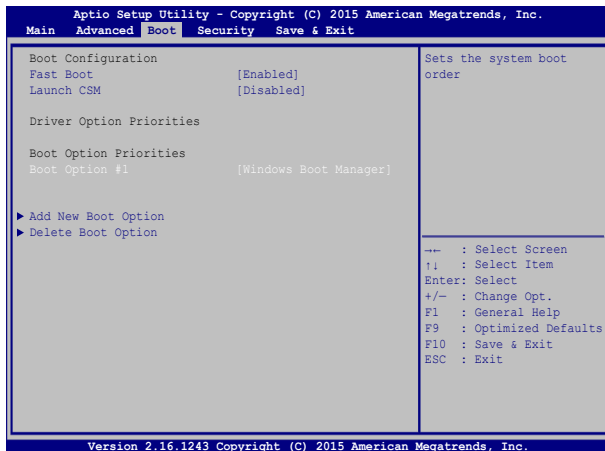 Aptio Setup Utility - Copyright (C) 2015 American Megatrends, Inc.
Main Advanced Boot Security Save & Exit
Boot Configuration
Fast Boot [Enabled]
Launch CSM [Disabled]
Driver Option Priorities
Boot Option Priorities
Boot Option #1 [Windows Boot Manager]
Add New Boot Option
Delete Boot Option
Sets the system boot
order
→← : Select Screen
↑↓ : Select Item
Enter: Select
+/— : Change Opt.
F1 : General Help
F9 : Optimized Defaults
F10 : Save & Exit
ESC : Exit
Version 2.16.1243 Copyright (C) 2015 American Megatrends, Inc.